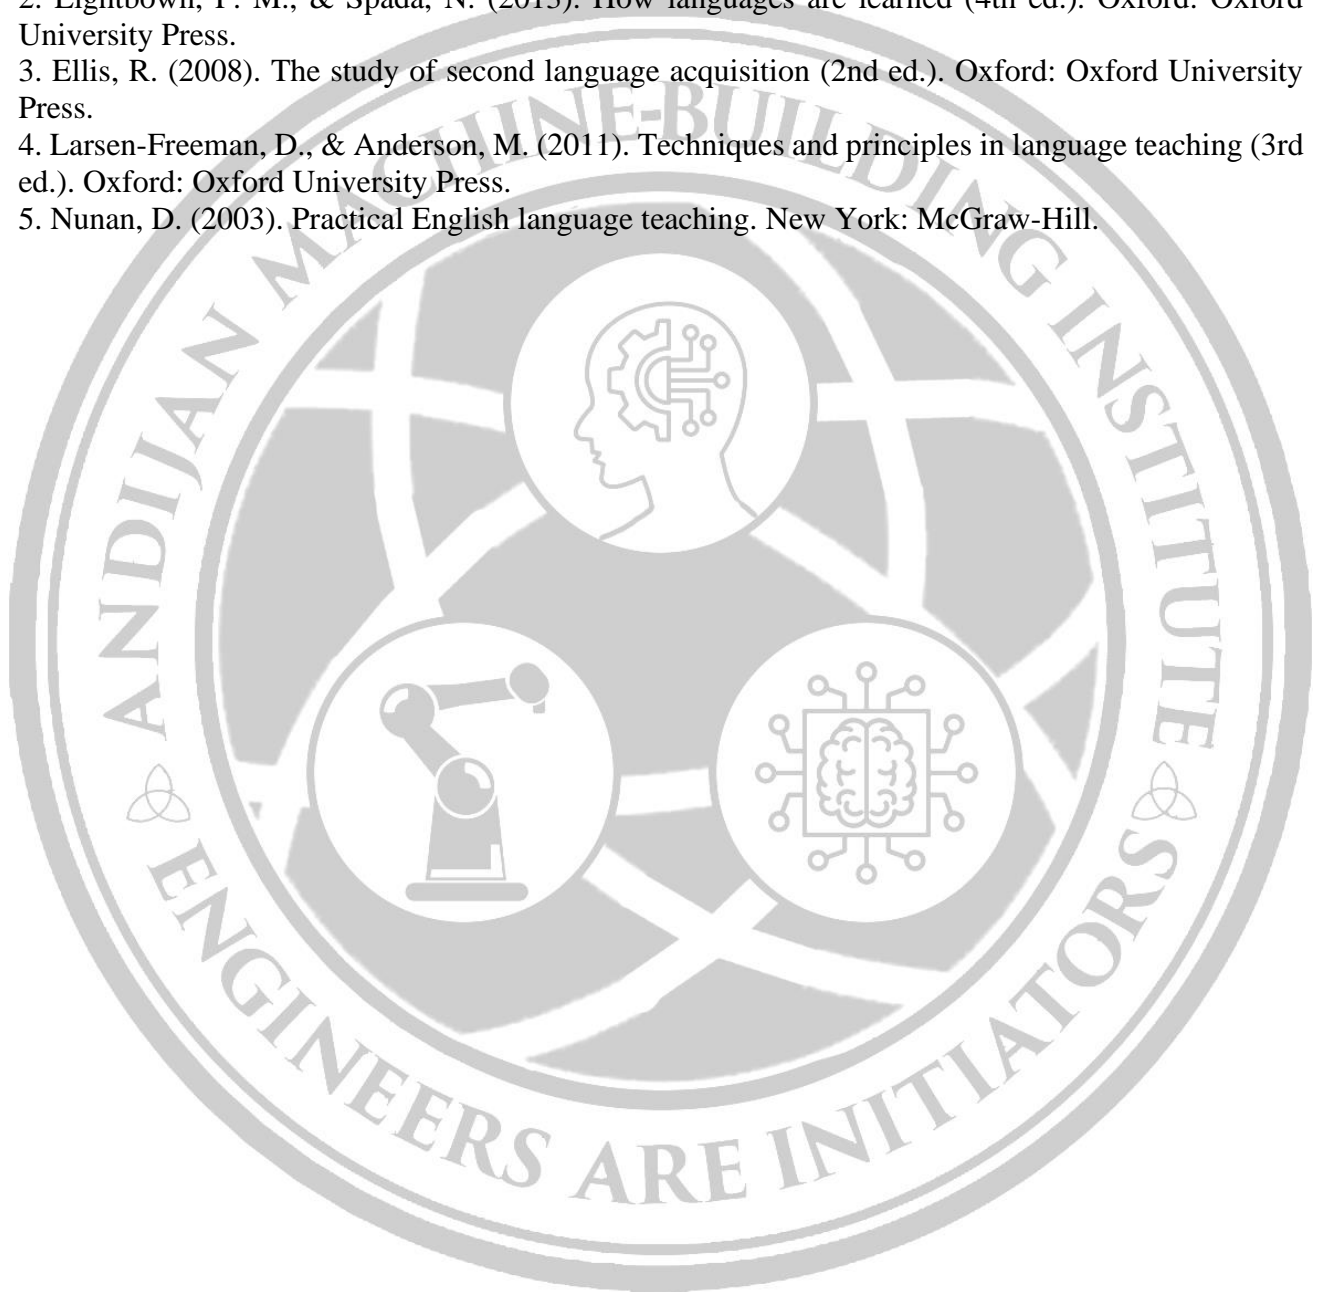 2. Lightbown, P. M., & Spada, N. (2013). How languages are learned (4th ed.). Oxford: Oxford
University Press.
3. Ellis, R. (2008). The study of second language acquisition (2nd ed.). Oxford: Oxford University
Press.
4. Larsen-Freeman, D., & Anderson, M. (2011). Techniques and principles in language teaching (3rd
ed.). Oxford: Oxford University Press.
5. Nunan, D. (2003). Practical English language teaching. New York: McGraw-Hill.
ANDIJAN MACHINE-BUILDING INSTITUTE
ENGINEERS ARE INITIATORS